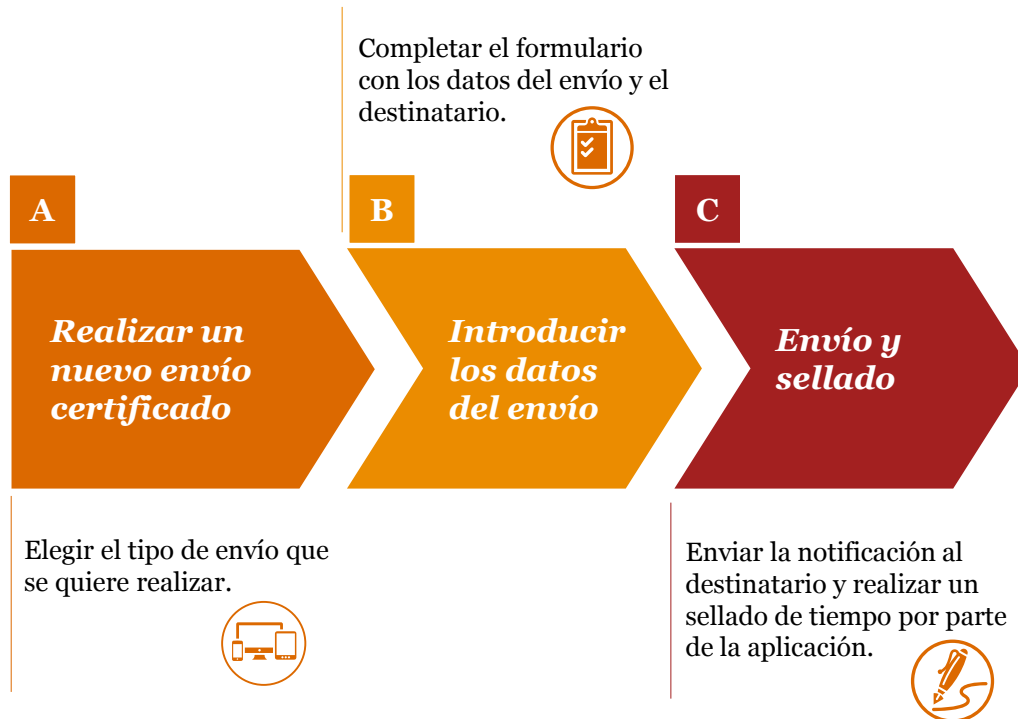 A
Realizar un
nuevo envío
certificado
Elegir el tipo de envío que
se quiere realizar.
Completar el formulario
con los datos del envío y el
destinatario.
B
Introducir
los datos
del envío
C
Envío y
sellado
Enviar la notificación al
destinatario y realizar un
sellado de tiempo por parte
de la aplicación.